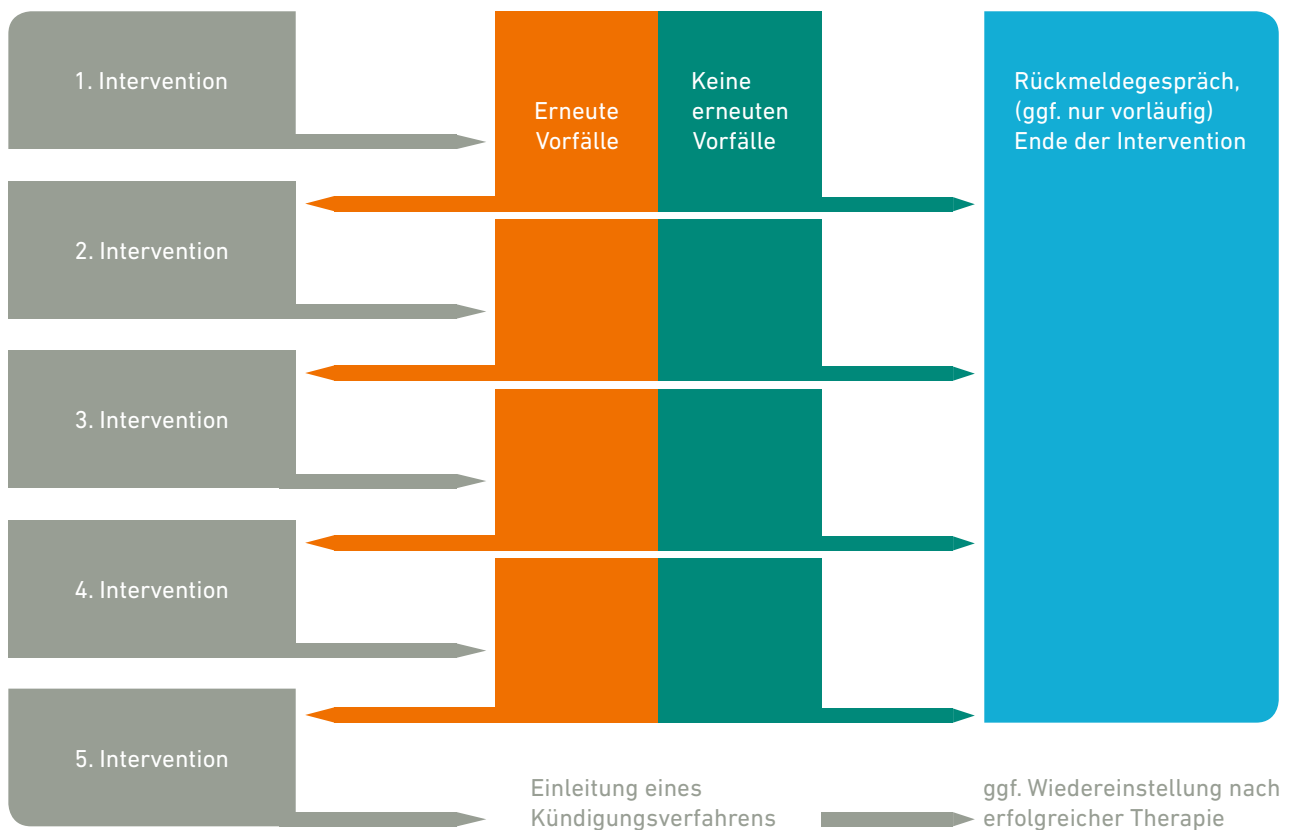 1. Intervention
Erneute
Vorfälle
Keine
erneuten
Vorfälle
Rückmeldegespräch,
(ggf. nur vorläufig)
Ende der Intervention
2. Intervention
3. Intervention
4. Intervention
5. Intervention
Einleitung eines
Kündigungsverfahrens
ggf. Wiedereinstellung nach
erfolgreicher Therapie